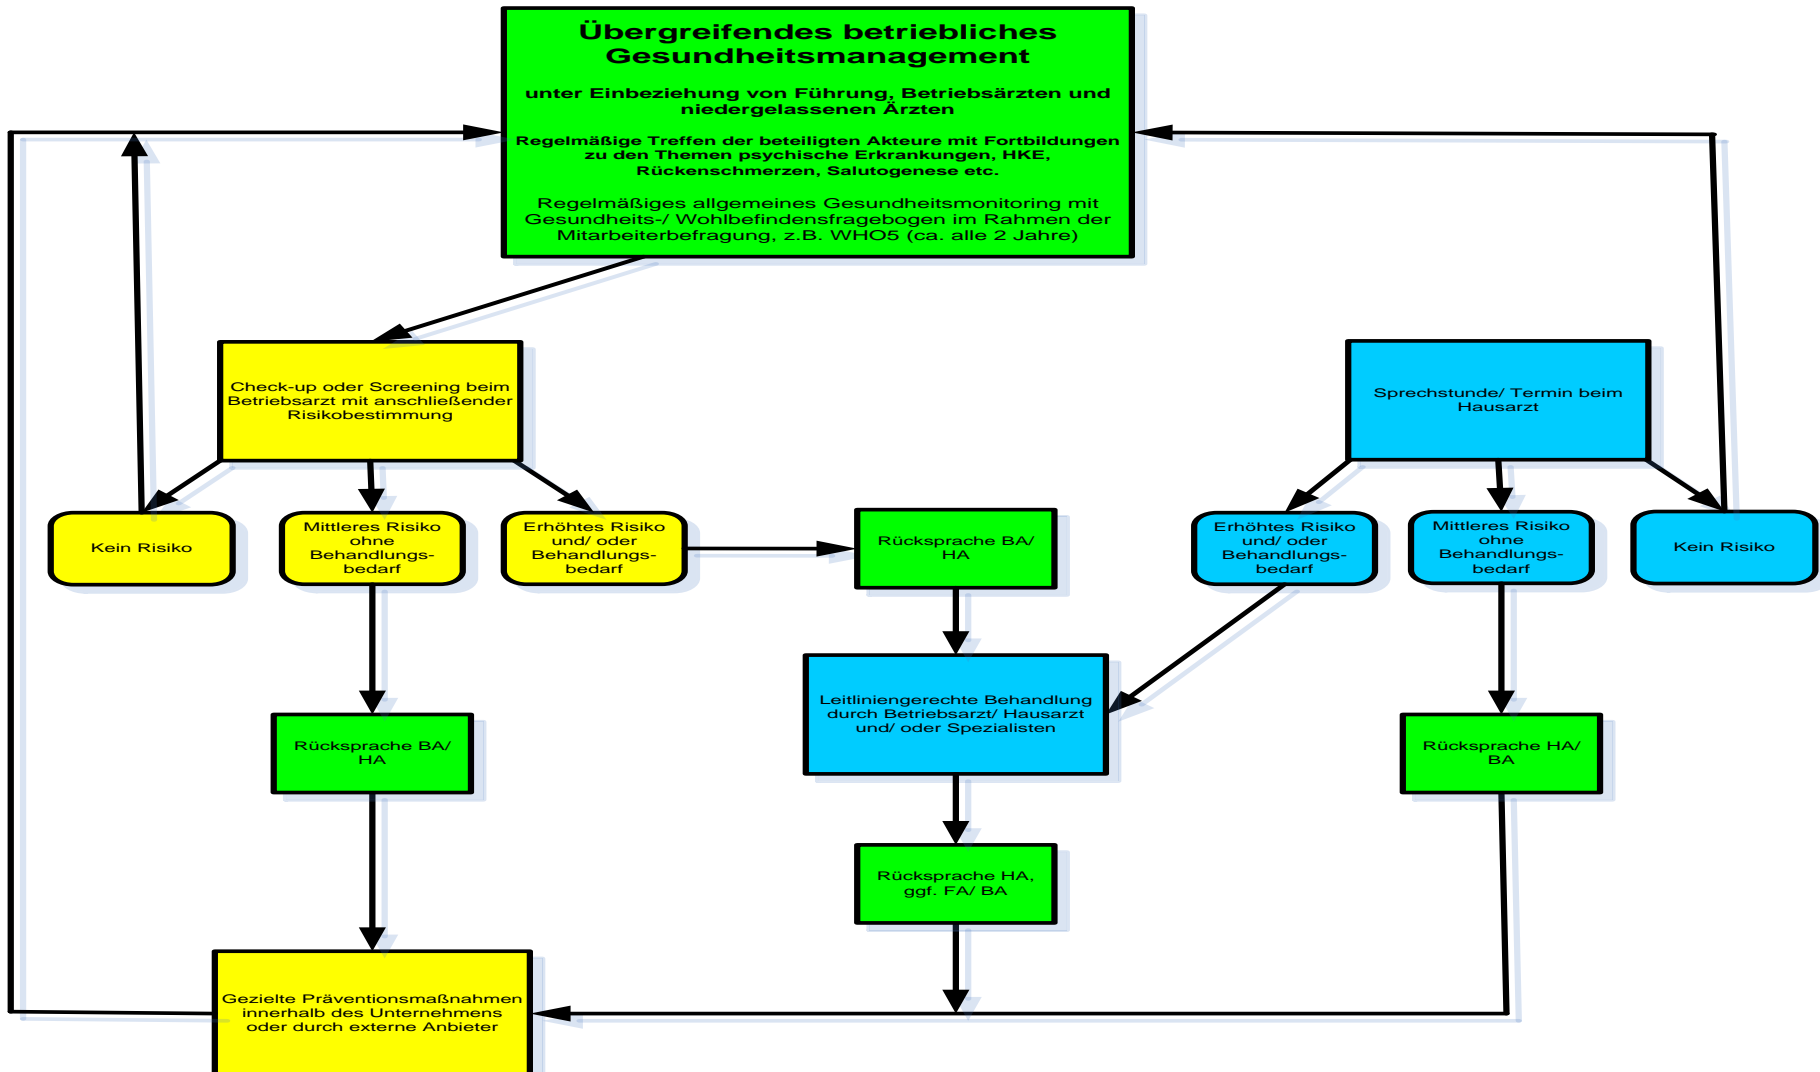 Übergreifendes betriebliches
Gesundheitsmanagement
unter Einbeziehung von Führung, Betriebsärzten und
niedergelassenen Ärzten
Regelmäßige Treffen der beteiligten Akteure mit Fortbildungen
zu den Themen psychische Erkrankungen, HKE,
Rückenschmerzen, Salutogenese etc.
Regelmäßiges allgemeines Gesundheitsmonitoring mit
Gesundheits-/ Wohlbefindensfragebogen im Rahmen der
Mitarbeiterbefragung, z.B. WHO5 (ca. alle 2 Jahre)
Check-up oder Screening beim
Betriebsarzt mit anschließender
Risikobestimmung
Sprechstunde/ Termin beim
Hausarzt
Kein Risiko
Mittleres Risiko
ohne
Behandlungs-
bedarf
Erhöhtes Risiko
und/ oder
Behandlungs-
bedarf
Rücksprache BA/
HA
Erhöhtes Risiko
und/ oder
Behandlungs-
bedarf
Mittleres Risiko
ohne
Behandlungs-
bedarf
Kein Risiko
Leitliniengerechte Behandlung
durch Betriebsarzt/ Hausarzt
und/ oder Spezialisten
Rücksprache BA/
HA
Rücksprache HA/
BA
Rücksprache HA,
ggf. FA/ BA
Gezielte Präventionsmaßnahmen
innerhalb des Unternehmens
oder durch externe Anbieter